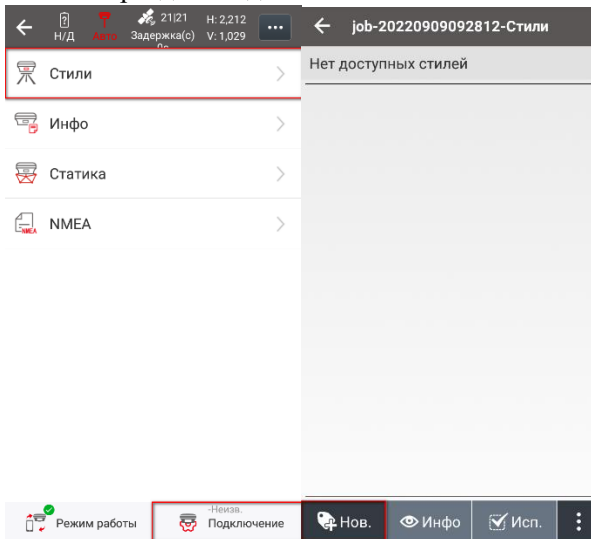 21|21
H: 2,212
Н/Д
Авто
Задержка(с)
V: 1,029
Стили
Инфо
Статика
NMEA
NMEA
Режим работы
-Неизв.
Подключение
job-20220909092812-Стили
Нет доступных стилей
Нов.
Инфо
Исп.